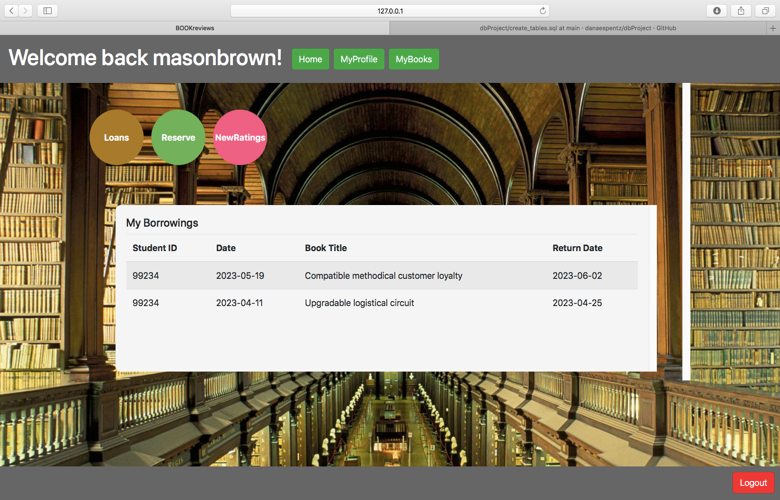 127.0.0.1
BOOKreviews
dbProject/create_tables.sql at main · danaespentz/dbProject · GitHub
Welcome back masonbrown!
Home
MyProfile
MyBooks
Loans
Reserve
NewRatings
My Borrowings
Student ID Date Book Title Return Date
99234 2023-05-19 Compatible methodical customer loyalty 2023-06-02
99234 2023-04-11 Upgradable logistical circuit 2023-04-25
Logout